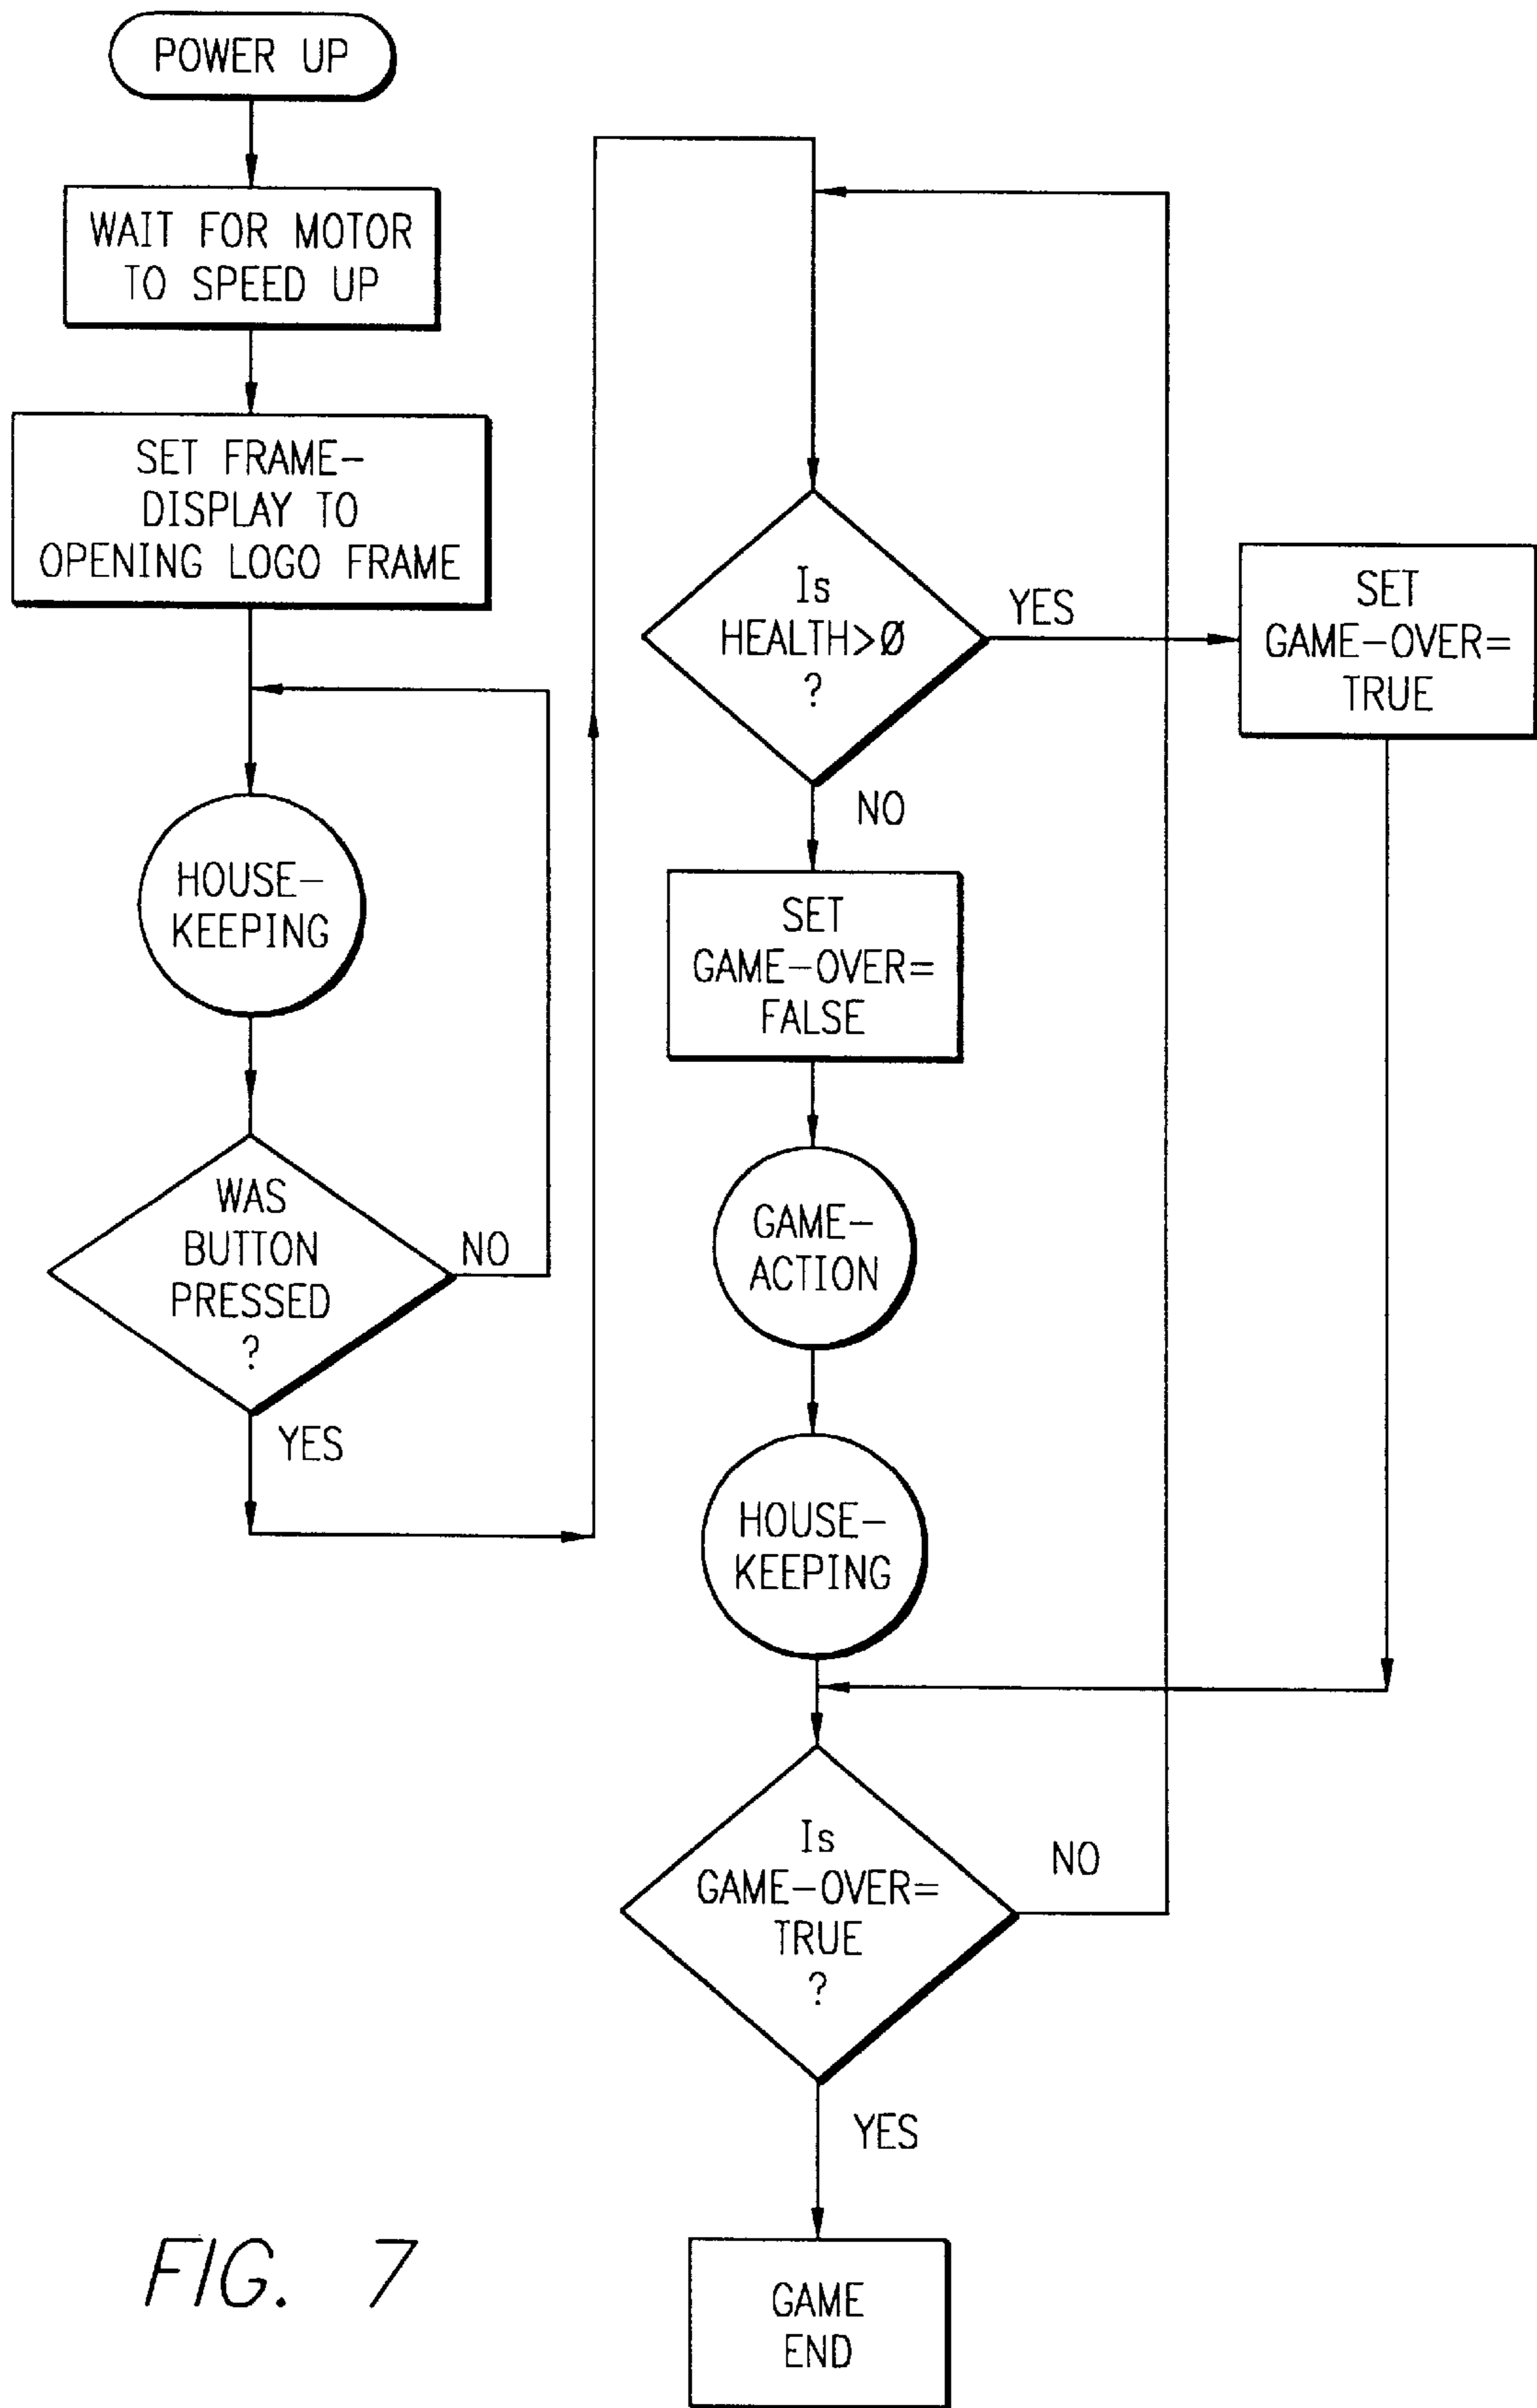 POWER UP
WAIT FOR MOTOR
TO SPEED UP
SET FRAME-
DISPLAY TO
OPENING LOGO FRAME
HOUSE-
KEEPING
WAS
BUTTON
PRESSED
?
NO
YES
Is
HEALTH>Ø
?
YES
SET
GAME-OVER=
TRUE
NO
SET
GAME-OVER=
FALSE
GAME-
ACTION
HOUSE-
KEEPING
Is
GAME-OVER=
TRUE
?
NO
YES
GAME
END
FIG. 7